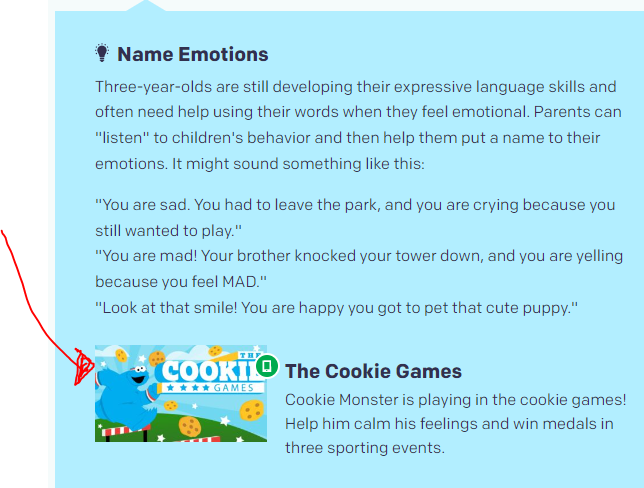 Name Emotions
Three-year-olds are still developing their expressive language skills and
often need help using their words when they feel emotional. Parents can
"listen" to children's behavior and then help them put a name to their
emotions. It might sound something like this:
"You are sad. You had to leave the park, and you are crying because you
still wanted to play."
"You are mad! Your brother knocked your tower down, and you are yelling
because you feel MAD."
"Look at that smile! You are happy you got to pet that cute puppy."
THE
COOKIE
GAMES
The Cookie Games
Cookie Monster is playing in the cookie games!
Help him calm his feelings and win medals in
three sporting events.